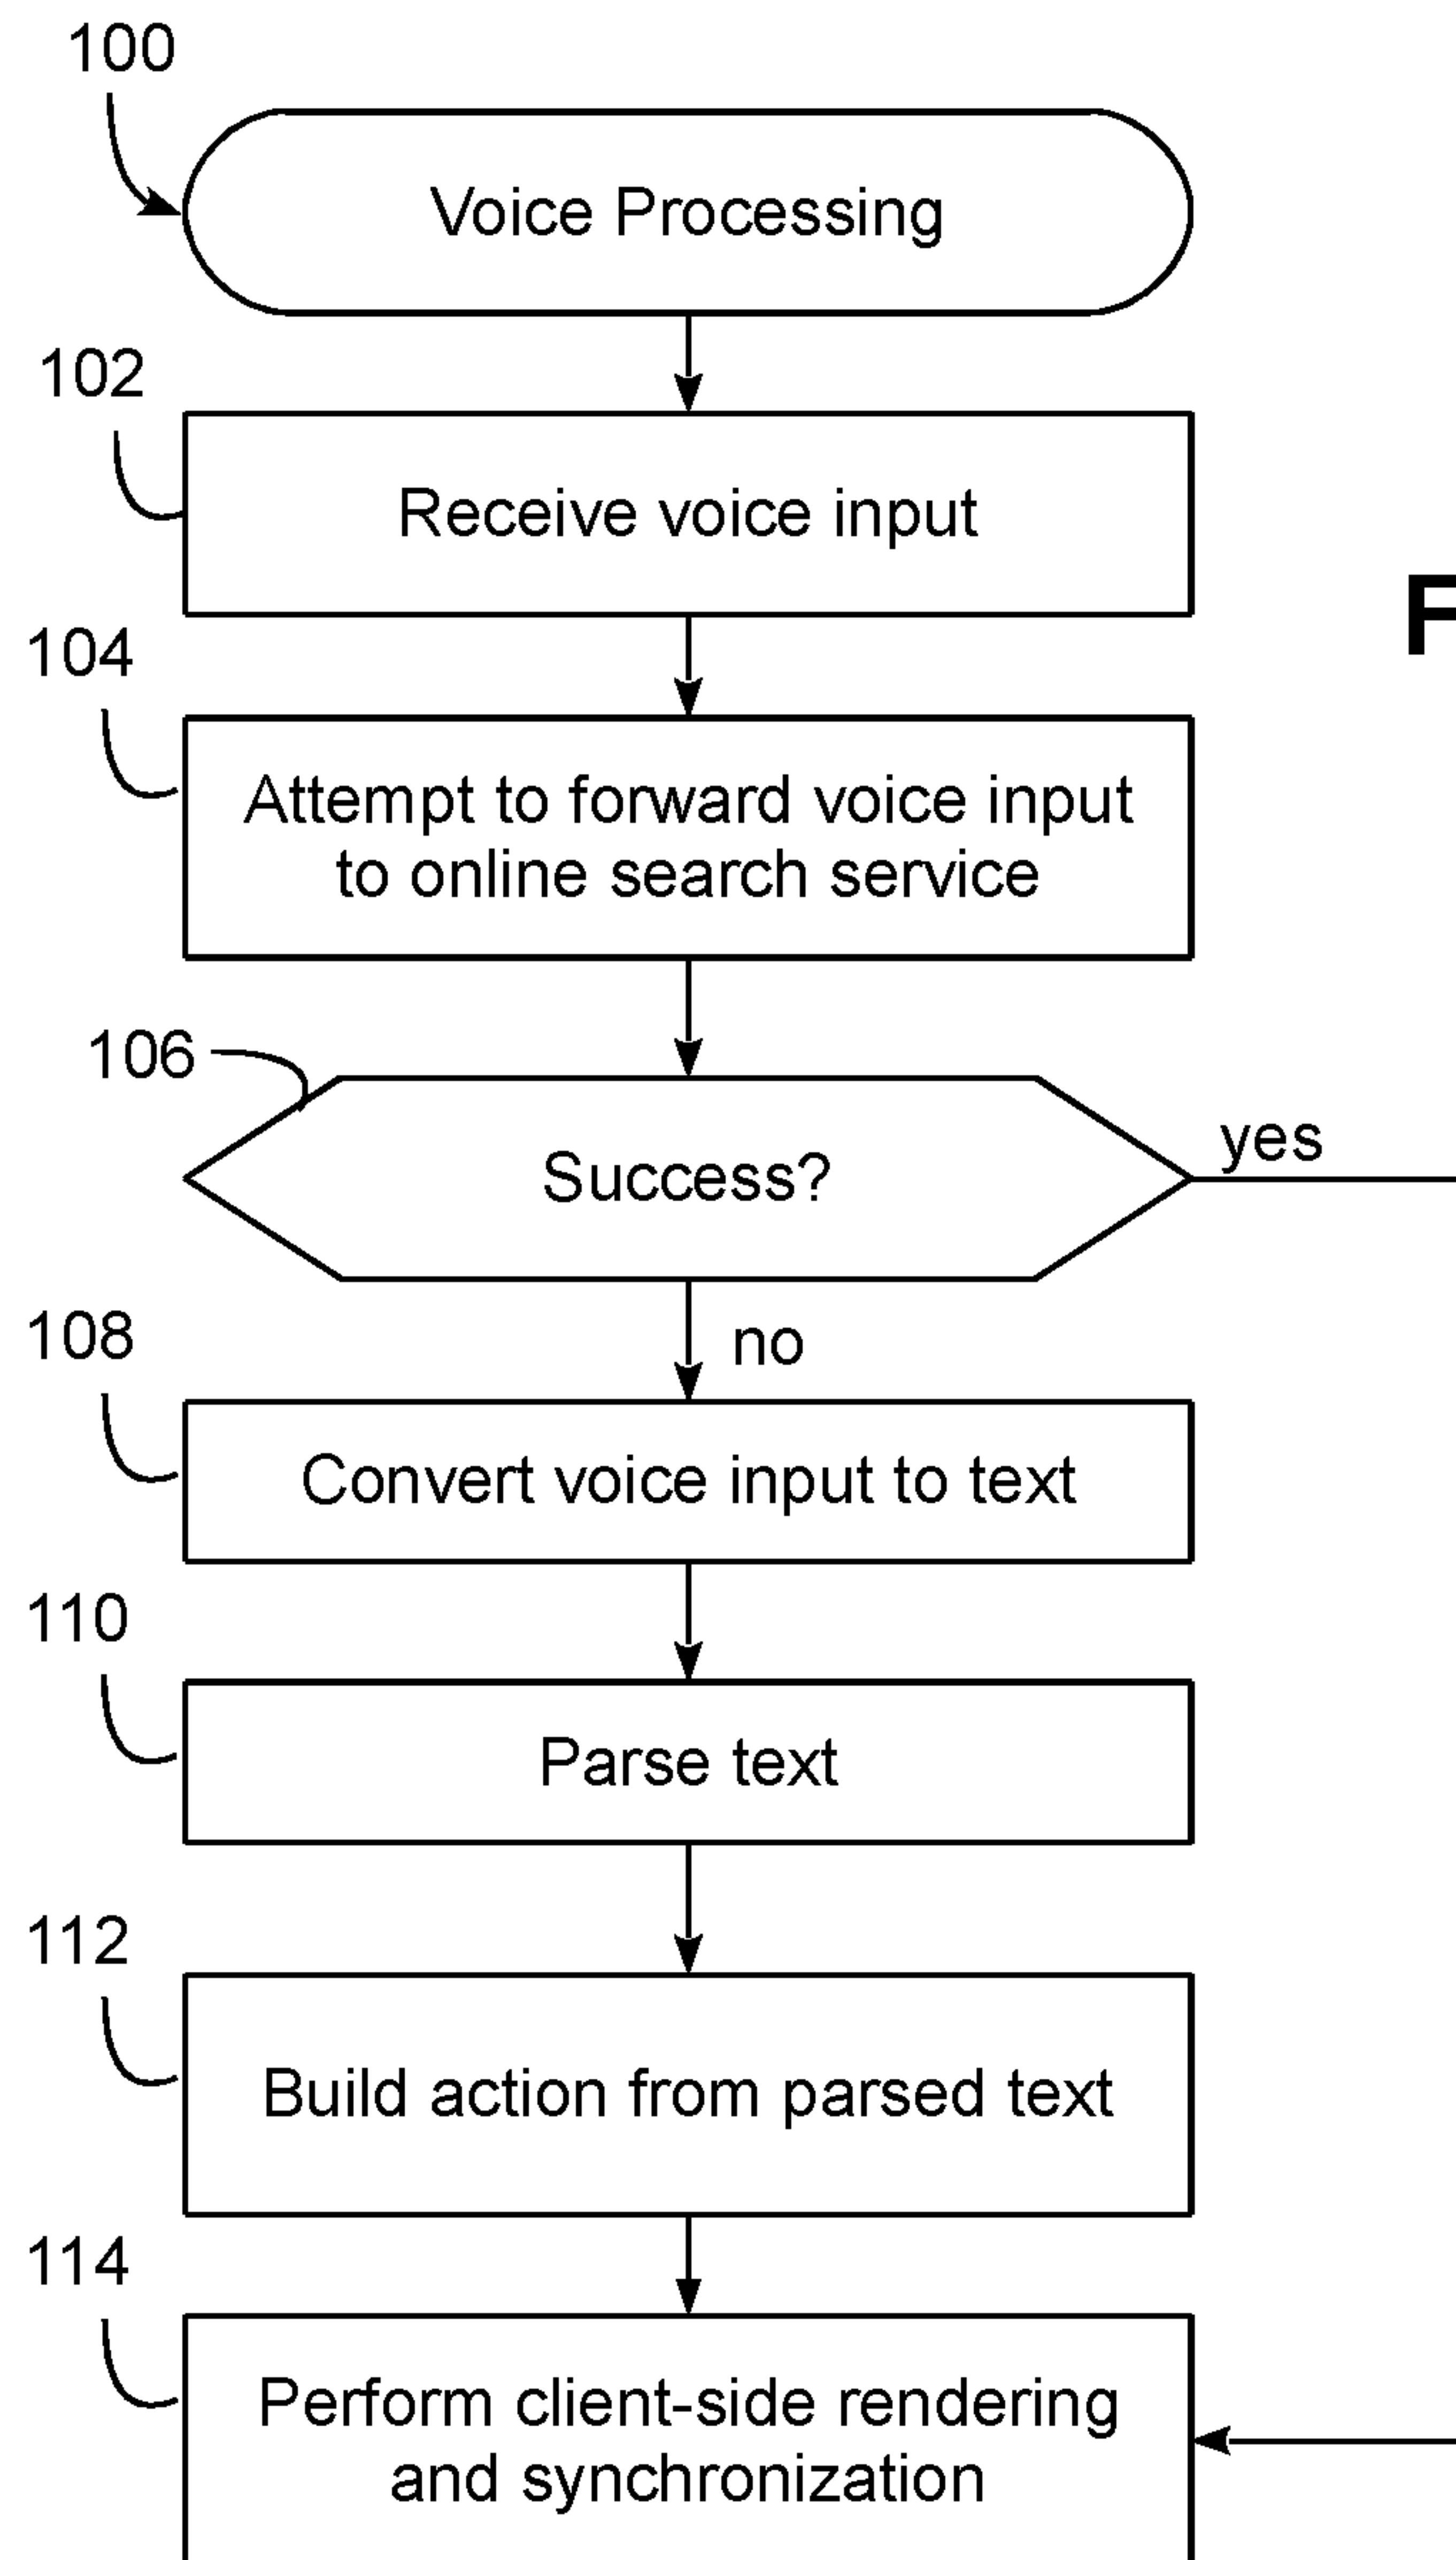 100
Voice Processing
102
Receive voice input
104
Attempt to forward voice input
to online search service
106
Success?
yes
no
108
Convert voice input to text
110
Parse text
112
Build action from parsed text
114
Perform client-side rendering
and synchronization
F